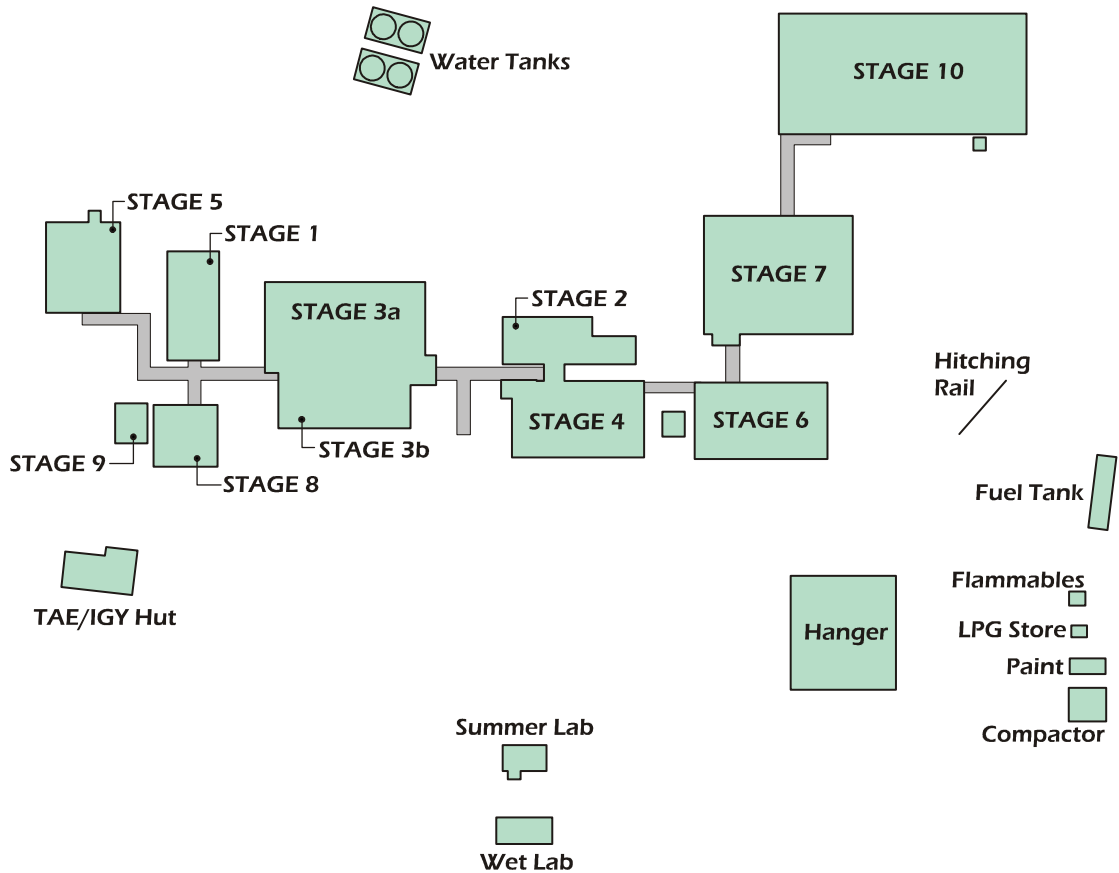 Water Tanks
STAGE 10
STAGE 5
STAGE 1
STAGE 7
STAGE 2
STAGE 3a
Hitching
Rail
STAGE 4
STAGE 6
STAGE 3b
STAGE 9
STAGE 8
Fuel Tank
Flammables
TAE/IGY Hut
Hanger
LPG Store
Paint
Summer Lab
Compactor
Wet Lab